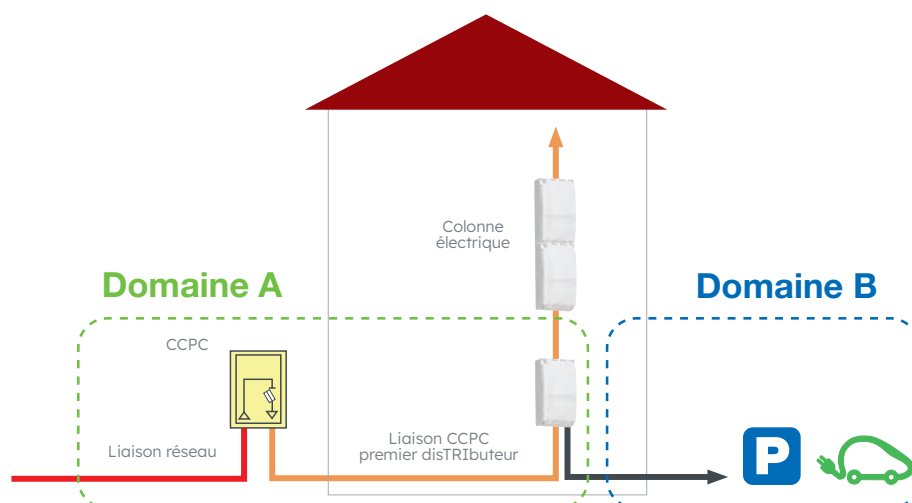 Colonne
électrique
Domaine A
Domaine B
CCPC
Liaison réseau
Liaison CCPC
premier disTRIbuteur
P